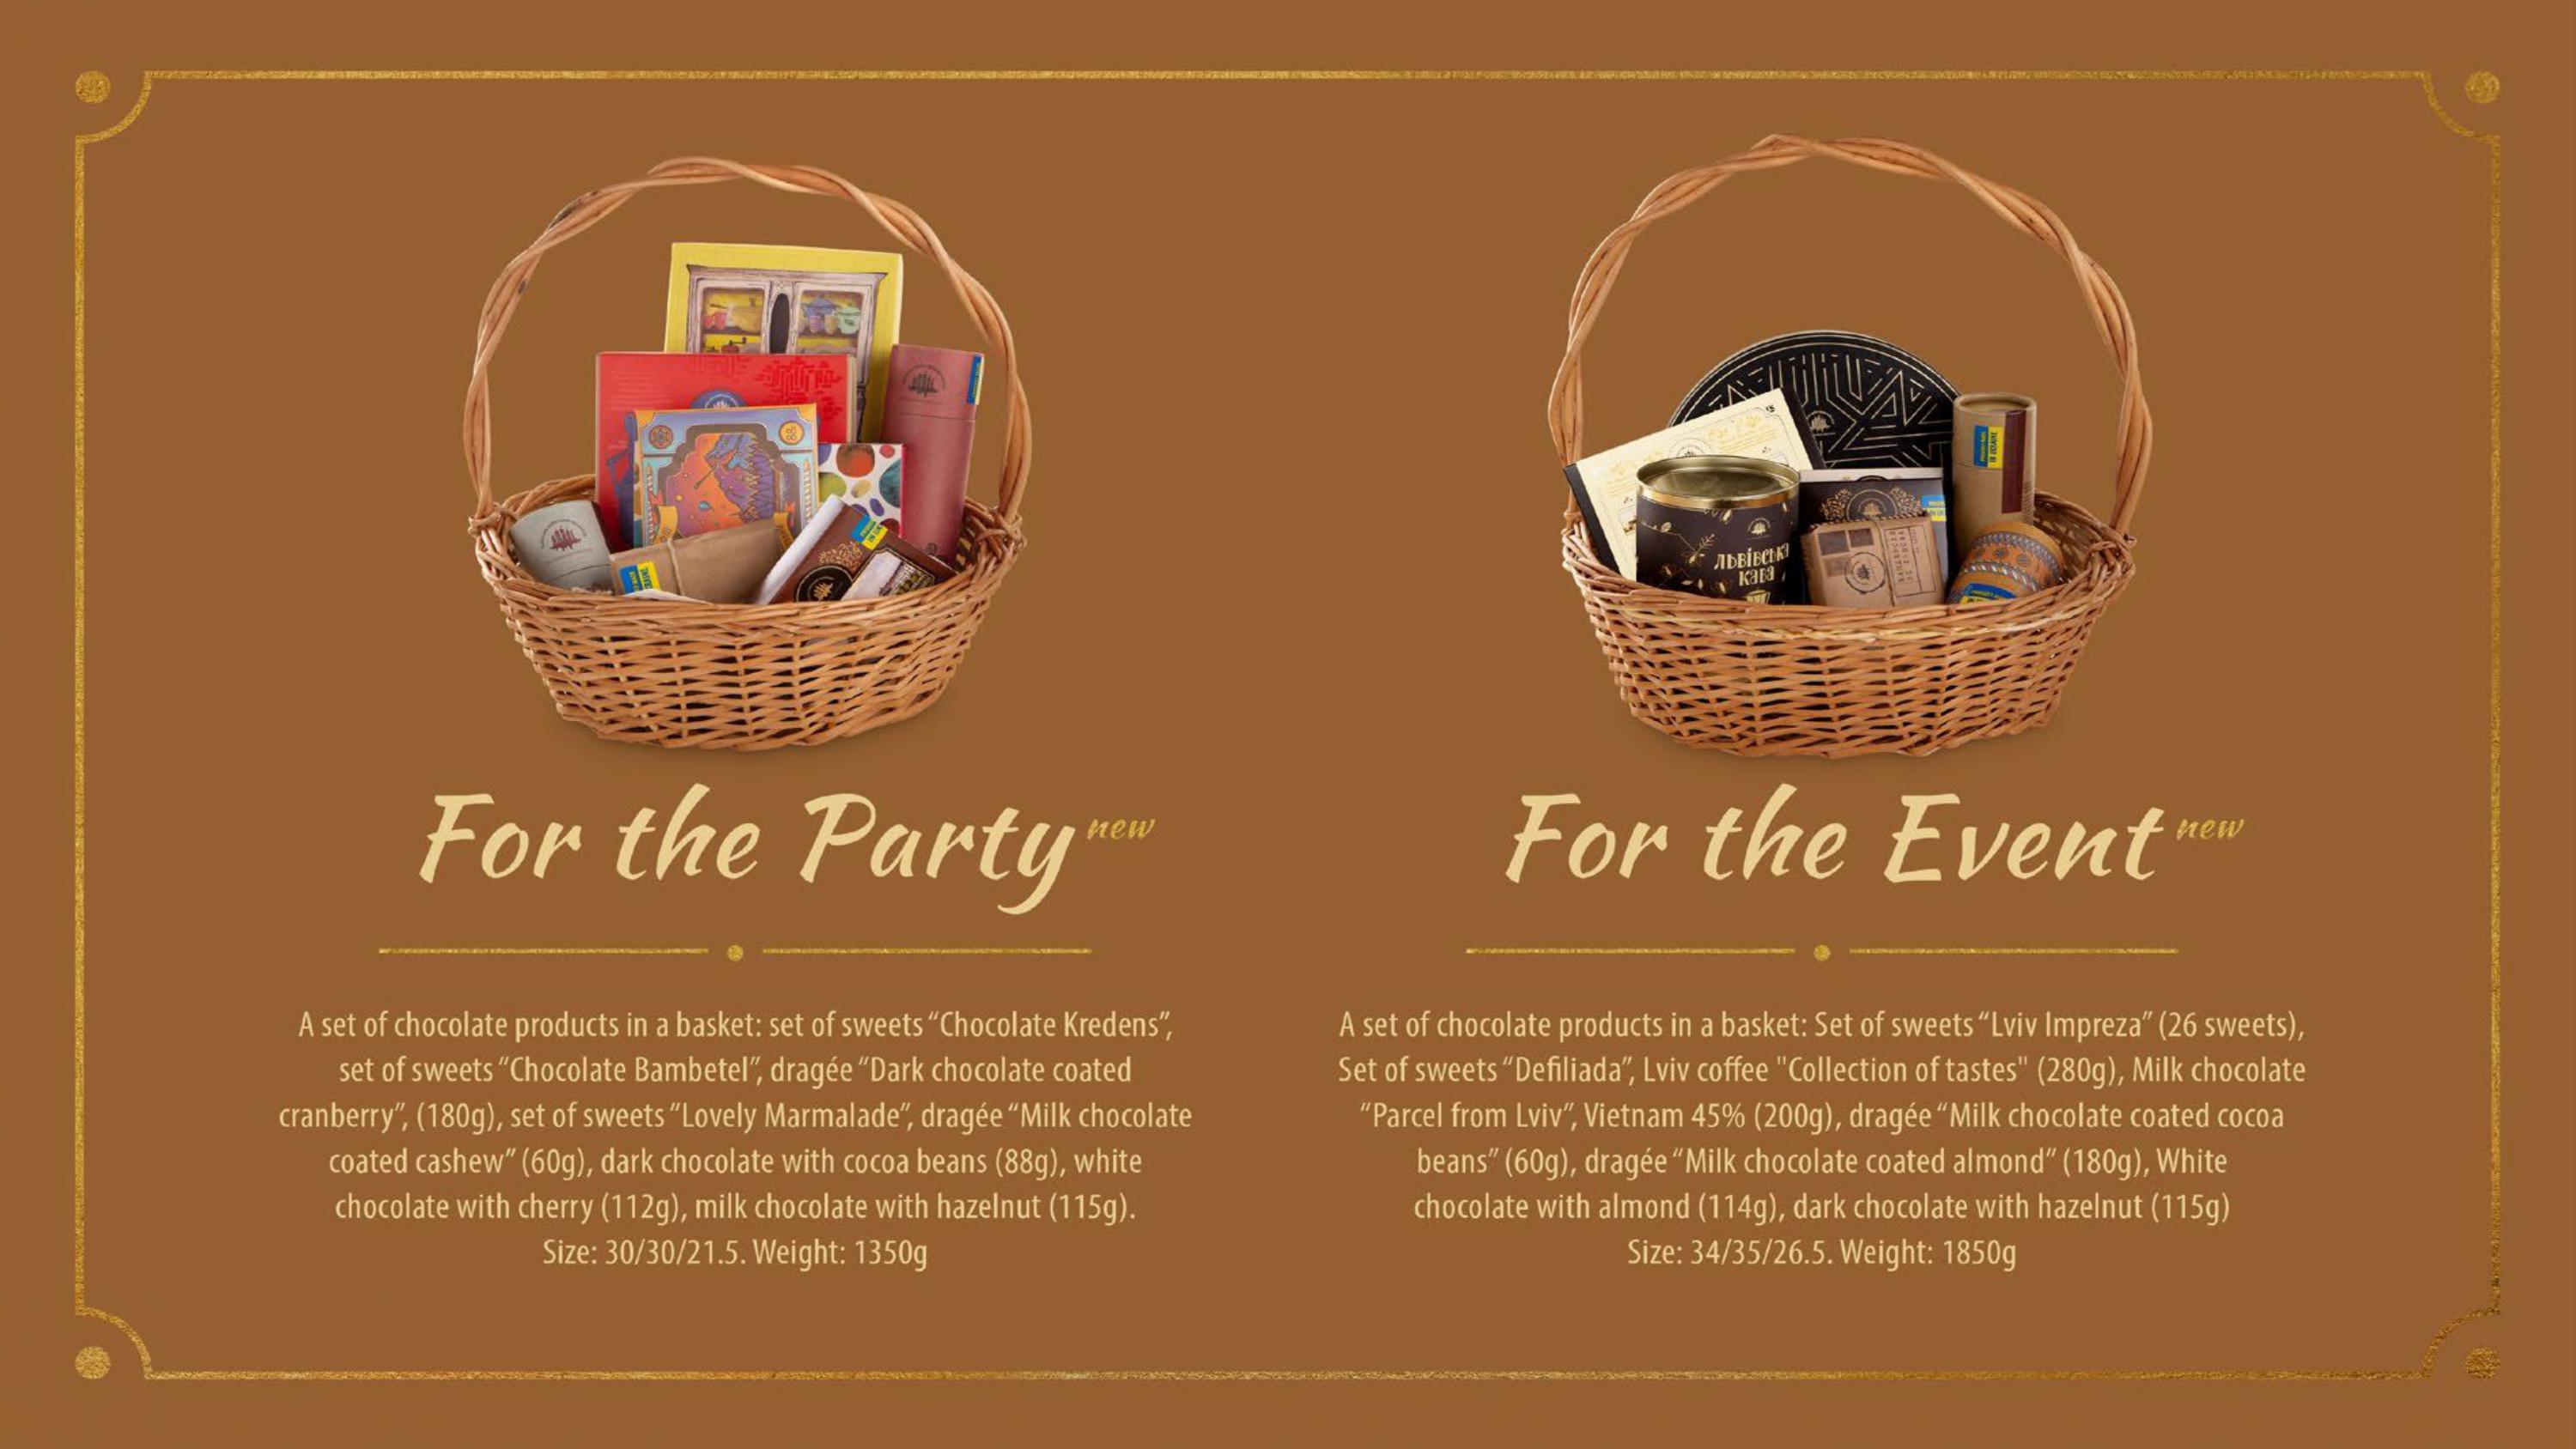 ЛЬВІВСЬКА
КАВА
For the Party new
A set of chocolate products in a basket: set of sweets “Chocolate Kredens”,
set of sweets “Chocolate Bambetel”, dragée “Dark chocolate coated
cranberry”, (180g), set of sweets “Lovely Marmalade”, dragée “Milk chocolate
coated cashew” (60g), dark chocolate with cocoa beans (88g), white
chocolate with cherry (112g), milk chocolate with hazelnut (115g).
Size: 30/30/21.5. Weight: 1350g
For the Event new
A set of chocolate products in a basket: Set of sweets “Lviv Impreza” (26 sweets),
Set of sweets “Defiliada”, Lviv coffee "Collection of tastes" (280g), Milk chocolate
“Parcel from Lviv”, Vietnam 45% (200g), dragée “Milk chocolate coated cocoa
beans” (60g), dragée “Milk chocolate coated almond” (180g), White
chocolate with almond (114g), dark chocolate with hazelnut (115g)
Size: 34/35/26.5. Weight: 1850g